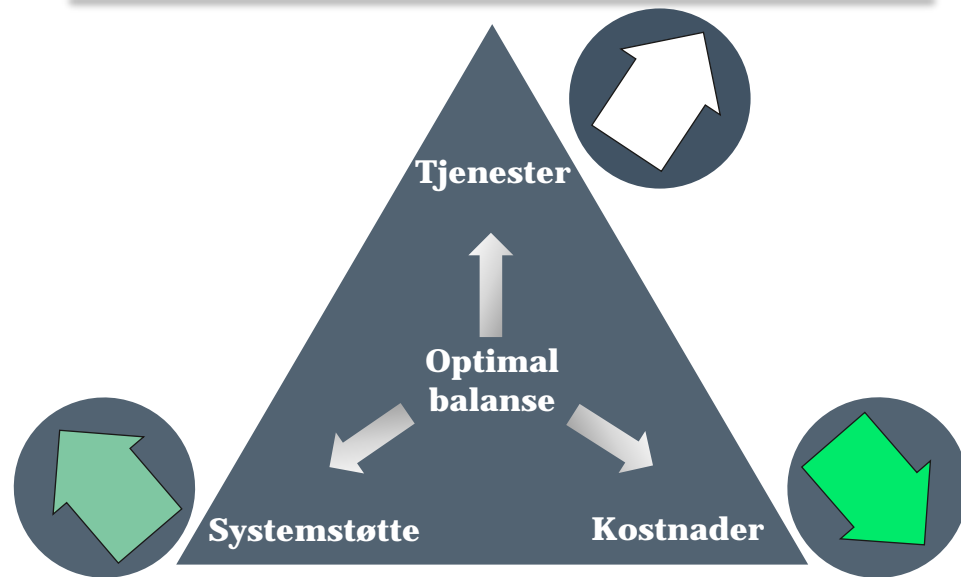 Tjenester
Optimal
balanse
Systemstøtte
Kostnader